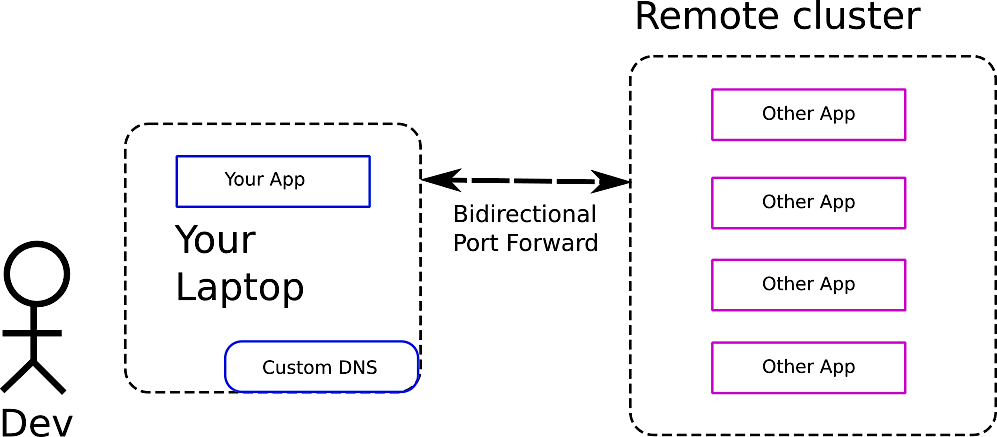 Remote cluster
Other App
Your App
Other App
Bidirectional
Port Forward
Your
Laptop
Other App
Custom DNS
Other App
Dev